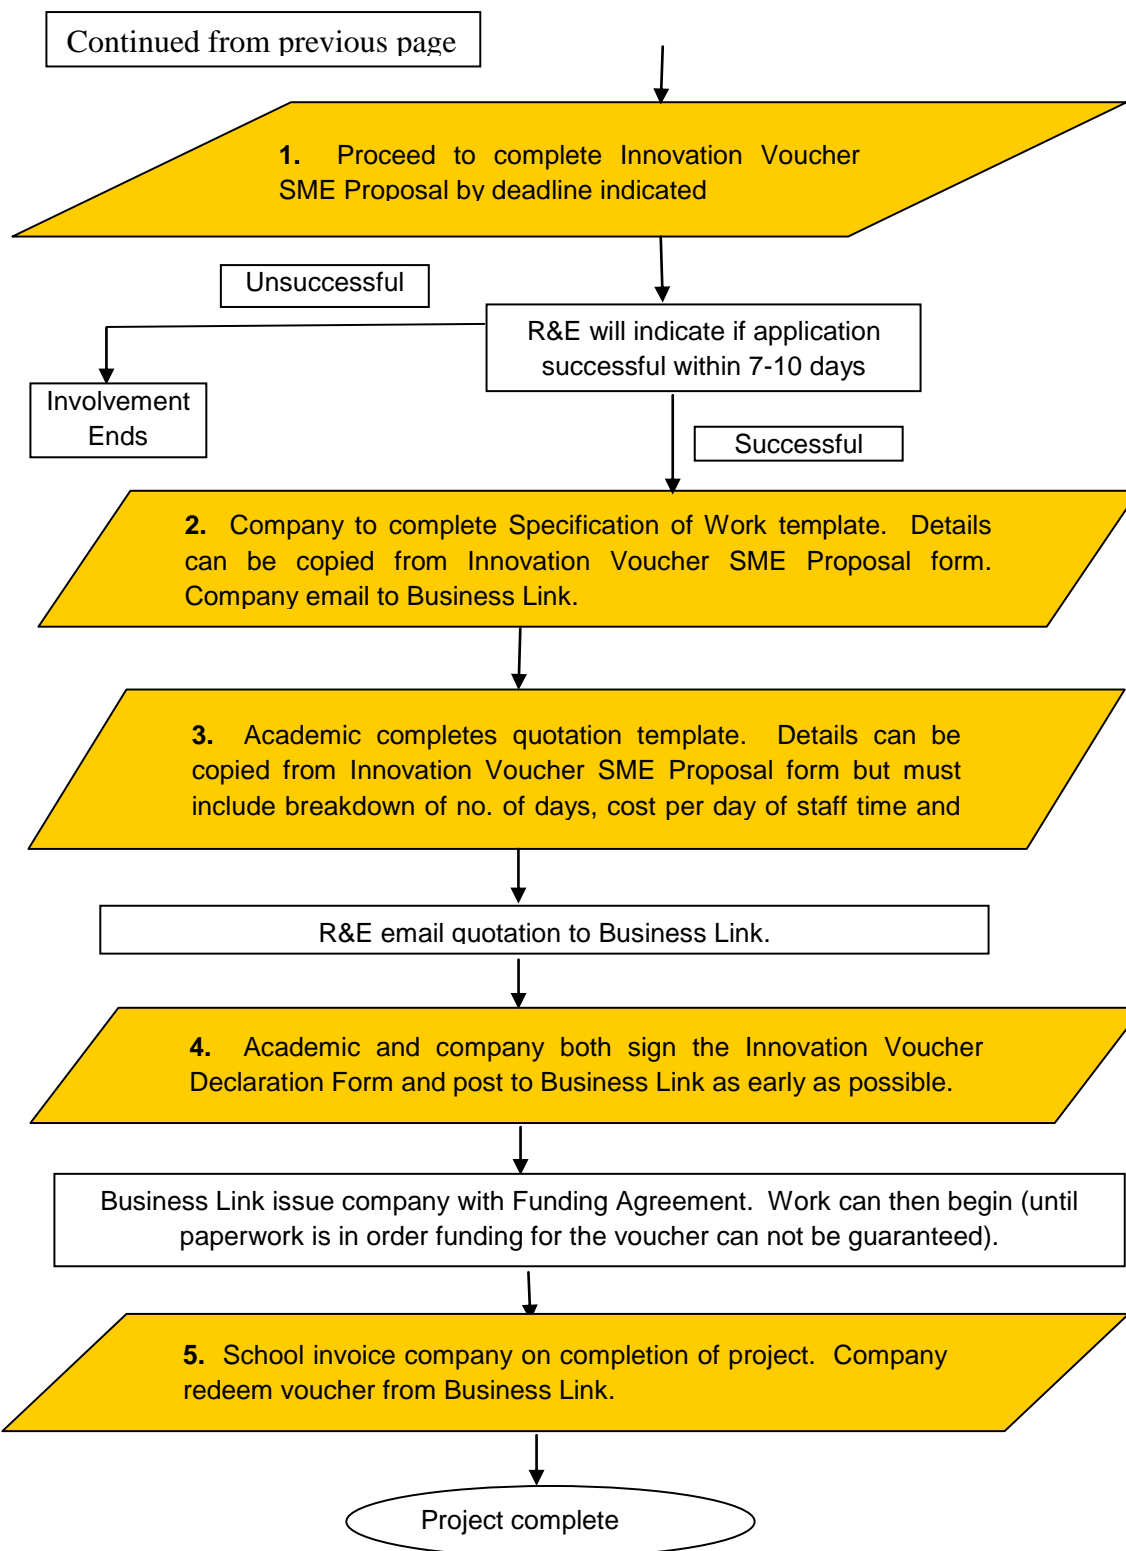 Continued from previous page
1. Proceed to complete Innovation Voucher
SME Proposal by deadline indicated
Unsuccessful
R&E will indicate if application
successful within 7-10 days
Involvement
Ends
Successful
2. Company to complete Specification of Work template. Details
can be copied from Innovation Voucher SME Proposal form.
Company email to Business Link.
3. Academic completes quotation template. Details can be
copied from Innovation Voucher SME Proposal form but must
include breakdown of no. of days, cost per day of staff time and
R&E email quotation to Business Link.
4. Academic and company both sign the Innovation Voucher
Declaration Form and post to Business Link as early as possible.
Business Link issue company with Funding Agreement. Work can then begin (until
paperwork is in order funding for the voucher can not be guaranteed).
5. School invoice company on completion of project. Company
redeem voucher from Business Link.
Project complete